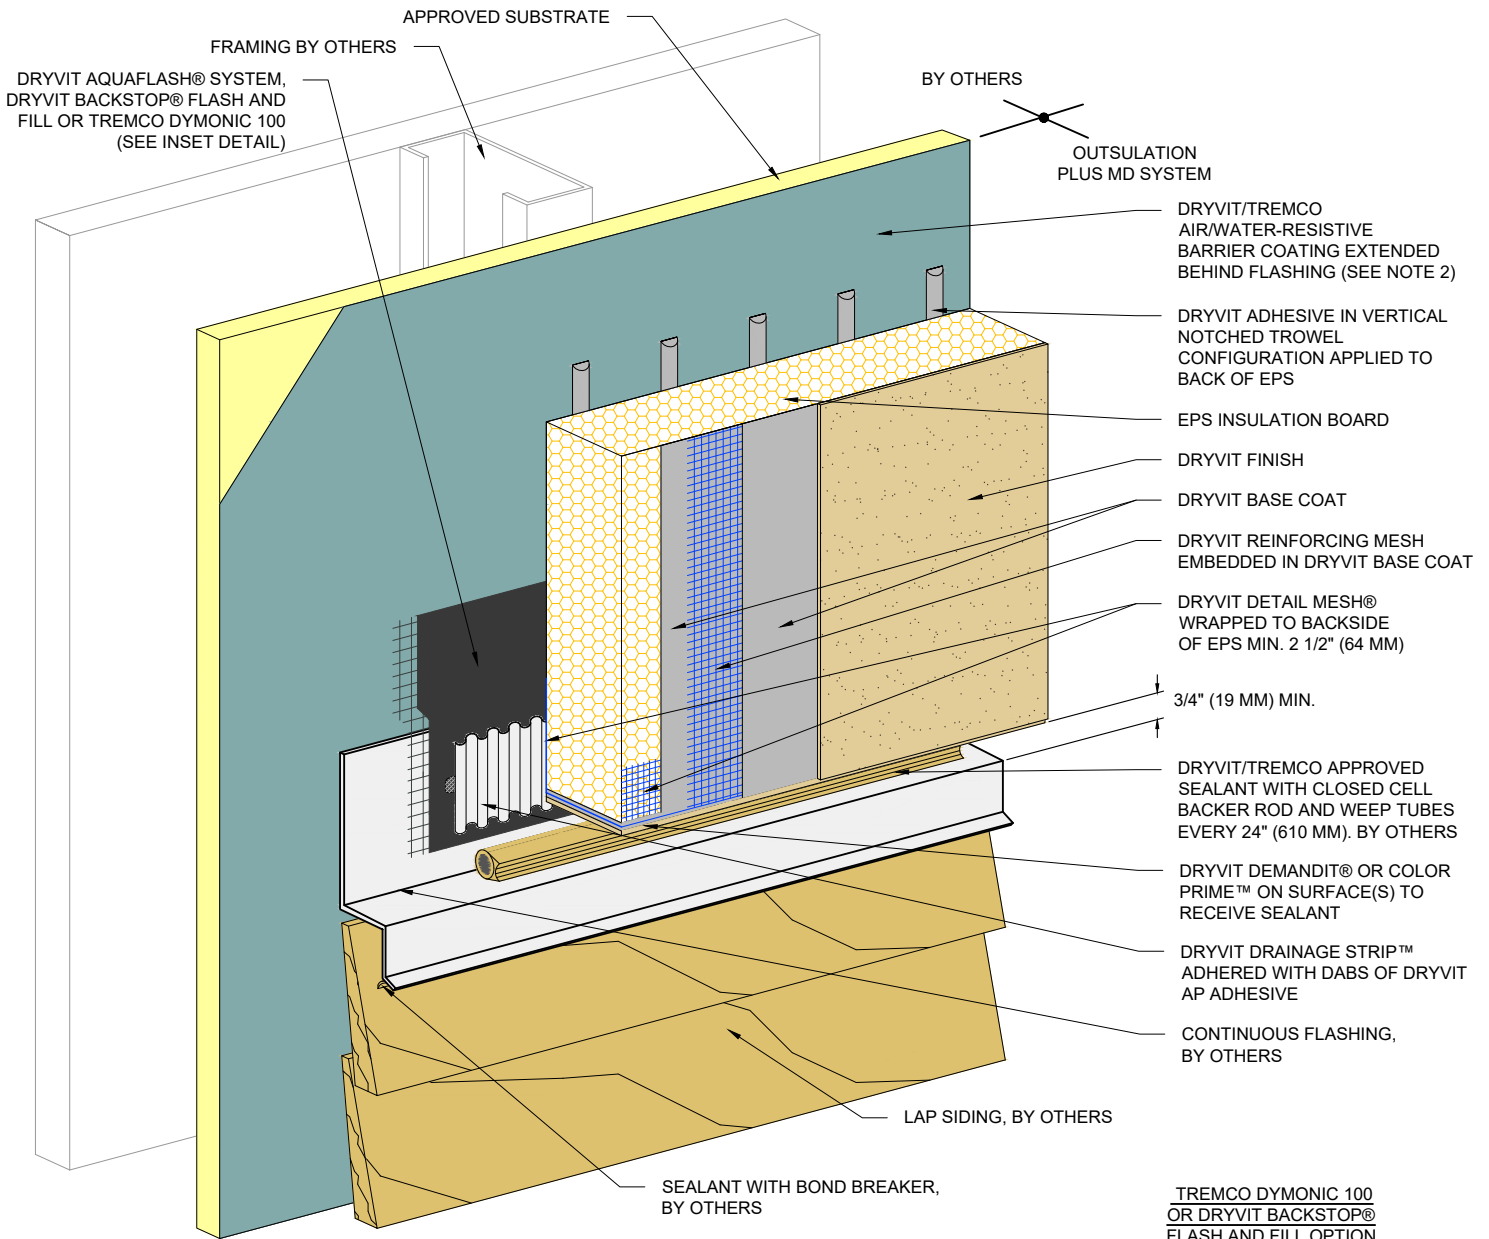 APPROVED SUBSTRATE
FRAMING BY OTHERS
DRYVIT AQUAFLASH® SYSTEM,
DRYVIT BACKSTOP® FLASH AND
FILL OR TREMCO DYMONIC 100
(SEE INSET DETAIL)
BY OTHERS
OUTSULATION
PLUS MD SYSTEM
DRYVIT/TREMCO
AIR/WATER-RESISTIVE
BARRIER COATING EXTENDED
BEHIND FLASHING (SEE NOTE 2)
DRYVIT ADHESIVE IN VERTICAL
NOTCHED TROWEL
CONFIGURATION APPLIED TO
BACK OF EPS
EPS INSULATION BOARD
DRYVIT FINISH
DRYVIT BASE COAT
DRYVIT REINFORCING MESH
EMBEDDED IN DRYVIT BASE COAT
DRYVIT DETAIL MESH®
WRAPPED TO BACKSIDE
OF EPS MIN. 2 1/2" (64 MM)
3/4" (19 MM) MIN.
DRYVIT/TREMCO APPROVED
SEALANT WITH CLOSED CELL
BACKER ROD AND WEEP TUBES
EVERY 24" (610 MM). BY OTHERS
DRYVIT DEMANDIT® OR COLOR
PRIME™ ON SURFACE(S) TO
RECEIVE SEALANT
DRYVIT DRAINAGE STRIP™
ADHERED WITH DABS OF DRYVIT
AP ADHESIVE
CONTINUOUS FLASHING,
BY OTHERS
LAP SIDING, BY OTHERS
SEALANT WITH BOND BREAKER,
BY OTHERS
TREMCO DYMONIC 100
OR DRYVIT BACKSTOP®
FLASH AND FILL OPTION